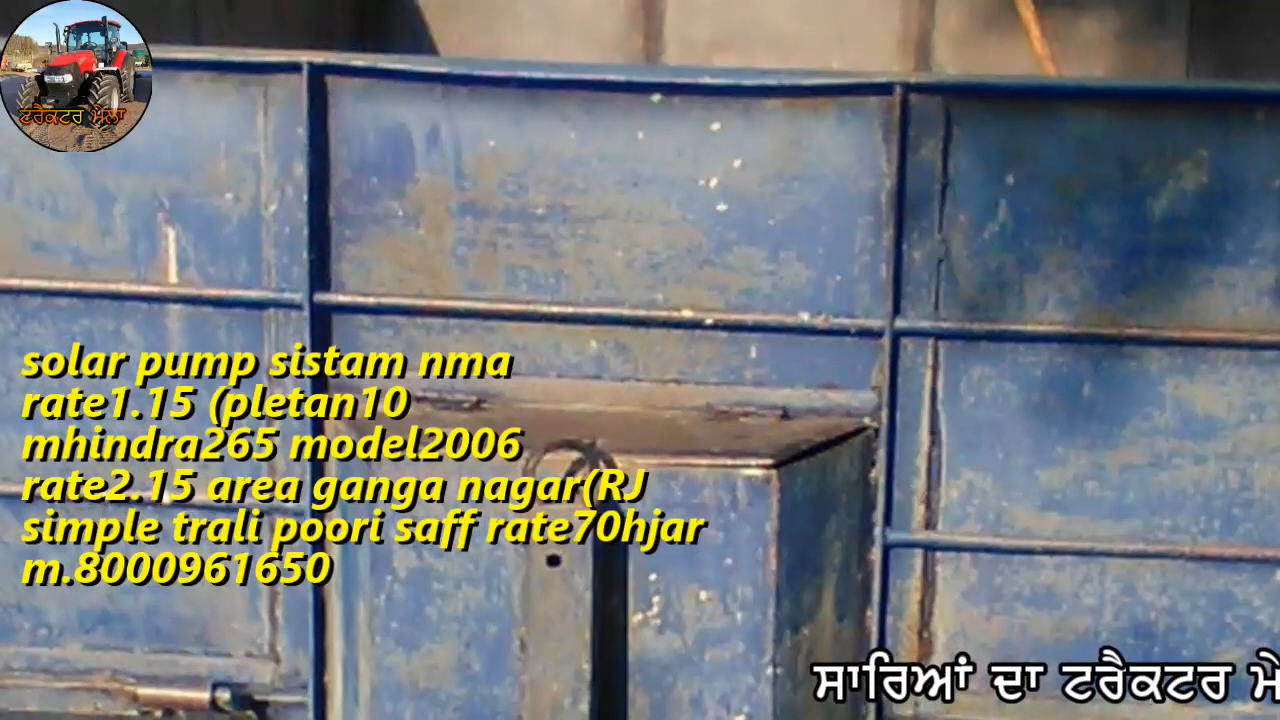 ਟਰੈਕਟਰ ਮੇਲਾ
solar pump sistam nma
rate1.15 (pletan10
mhindra265 model2006
rate2.15 area ganga nagar(RJ
simple trali poori saff rate70hjar
m.8000961650
ਸਾਰਿਆਂ ਦਾ ਟਰੈਕਟਰ ਮੇ